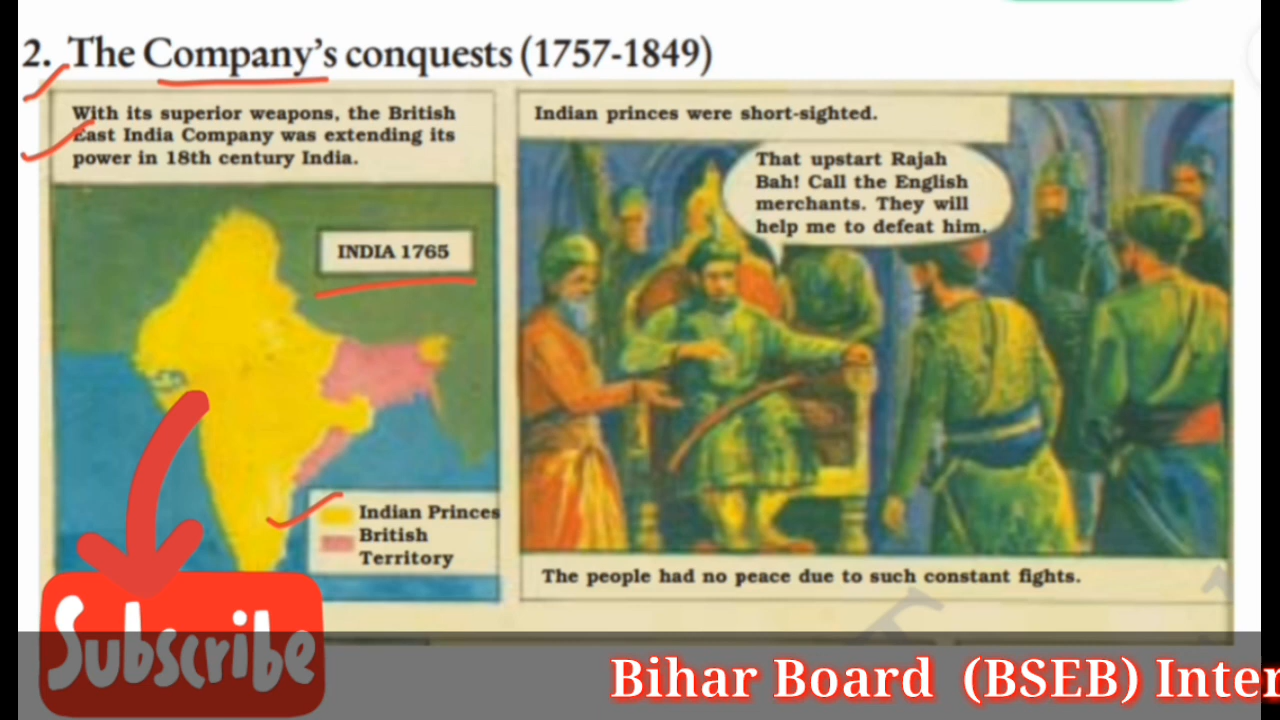 2. The Company's conquests (1757-1849)
With its superior weapons, the British
East India Company was extending its
power in 18th century India.
INDIA 1765
Indian Princes
British
Territory
Indian princes were short-sighted.
That upstart Rajah
Bah! Call the English
merchants. They will
help me to defeat him.
The people had no peace due to such constant fights.
Subscribe
Bihar Board (BSEB) Inter